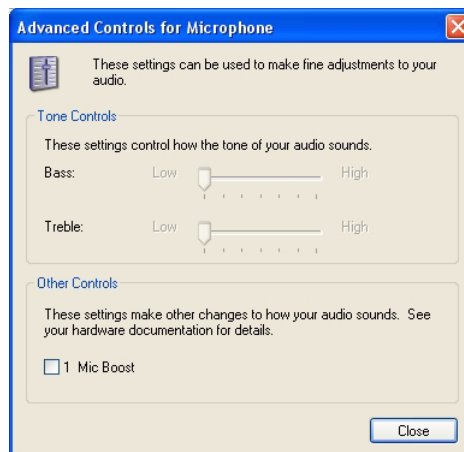 Advanced Controls for Microphone
These settings can be used to make fine adjustments to your
audio.
Tone Controls
These settings control how the tone of your audio sounds.
Bass: Low High
Treble: Low High
Other Controls
These settings make other changes to how your audio sounds. See
your hardware documentation for details.
1 Mic Boost
Close